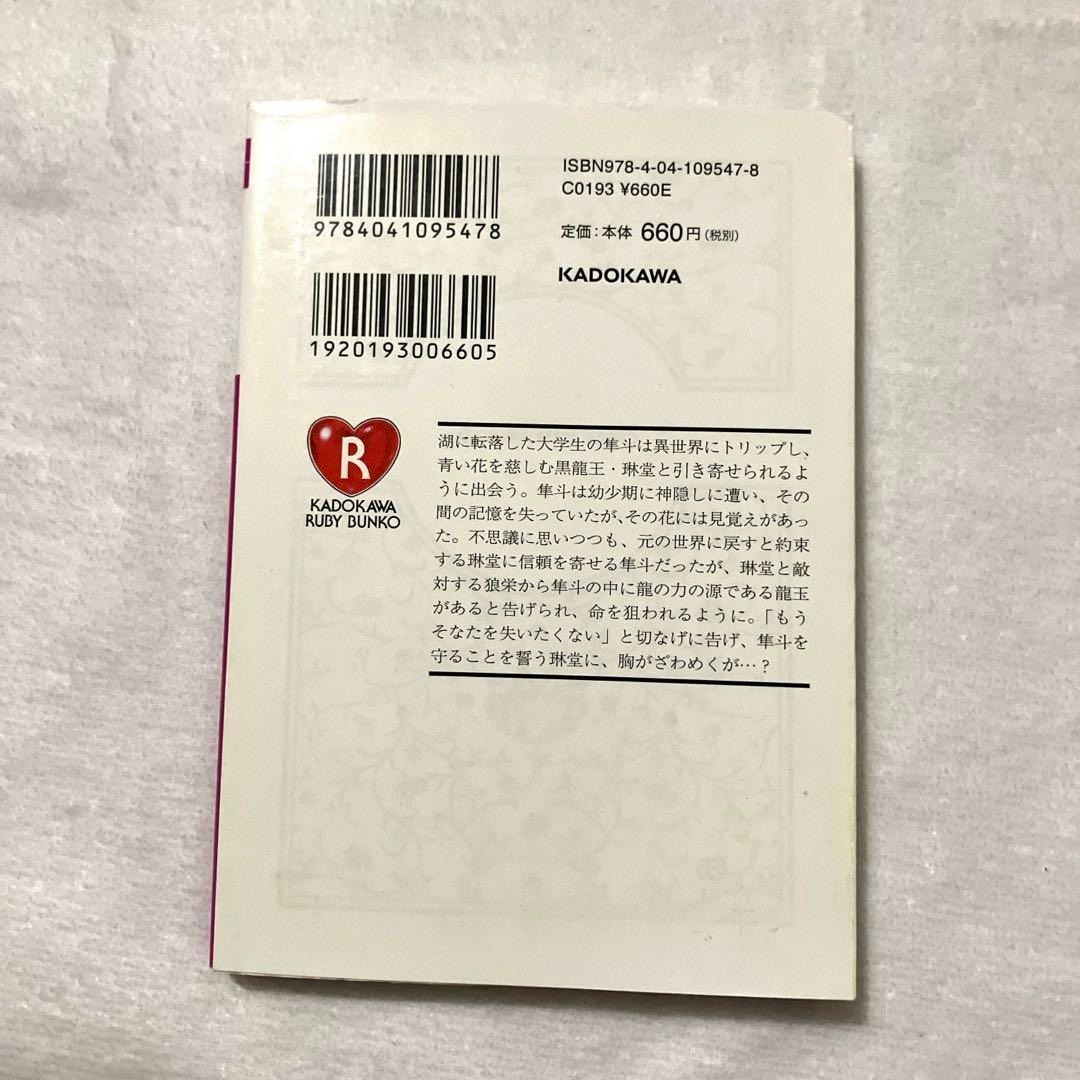 ISBN978-4-04-109547-8
C0193 ¥660E
定価:本体 660円(税別)
KADOKAWA
9784041095478
1920193006605
R
KADOKAWA
RUBY BUNKO
湖に転落した大学生の隼斗は異世界にトリップし、
青い花を慈しむ黒龍王・琳堂と引き寄せられるよ
うに出会う。隼斗は幼少期に神隠しに遭い、その
間の記憶を失っていたが、その花には見覚えがあっ
た。不思議に思いつつも、元の世界に戻すと約束
する琳堂に信頼を寄せる隼斗だったが、琳堂と敵
対する狼栄から隼斗の中に龍の力の源である龍玉
があると告げられ、命を狙われるように。「もう
そなたを失いたくない」と切なげに告げ、隼斗を
守ることを誓う琳堂に、胸がざわめくが…?